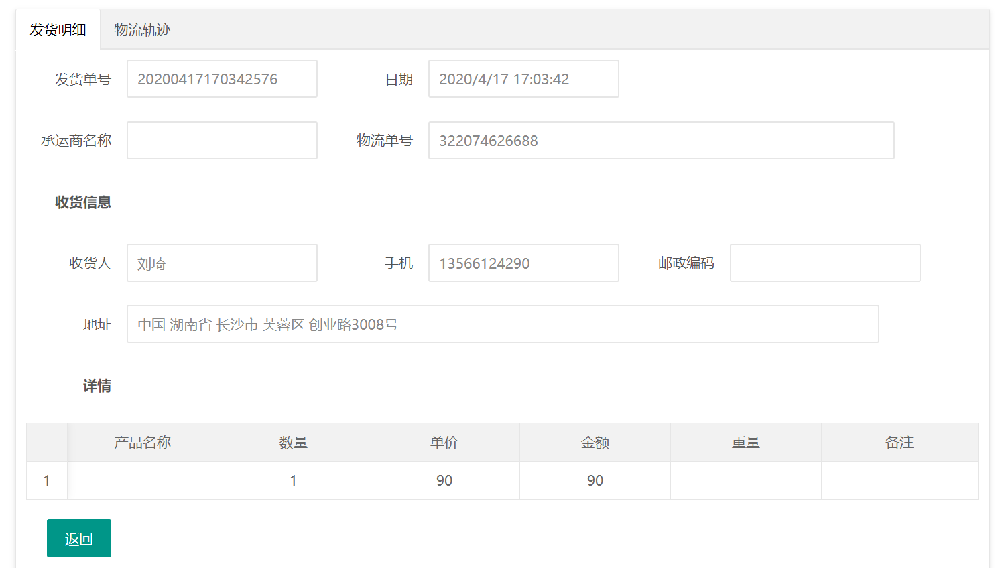 发货明细 物流轨迹
发货单号 20200417170342576 日期 2020/4/17 17:03:42
承运商名称 物流单号 322074626688
收货信息
收货人 刘琦 手机 13566124290 邮政编码
地址 中国 湖南省 长沙市 芙蓉区 创业路3008号
详情
产品名称 数量 单价 金额 重量 备注
1 1 90 90
返回